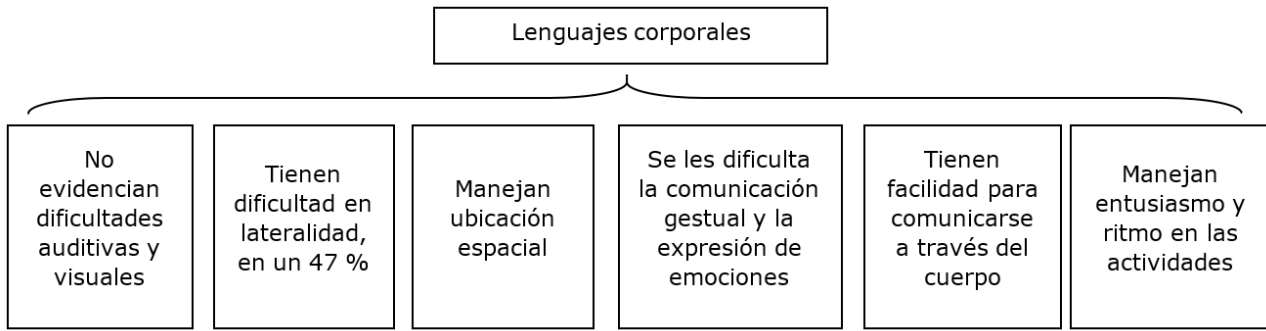 Lenguajes corporales
No
evidencian
dificultades
auditivas y
visuales
Tienen
dificultad en
lateralidad,
en un 47 %
Manejan
ubicación
espacial
Se les dificulta
la comunicación
gestual y la
expresión de
emociones
Tienen
facilidad para
comunicarse
a través del
cuerpo
Manejan
entusiasmo y
ritmo en las
actividades